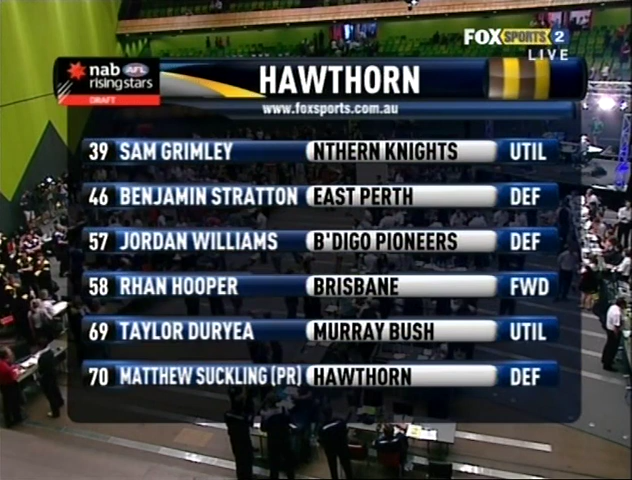 FOX SPORTS 2
LIVE
nab AFL
risingstars
DRAFT
HAWTHORN
www.foxsports.com.au
39 SAM GRIMLEY NTHERN KNIGHTS UTIL
46 BENJAMIN STRATTON EAST PERTH DEF
57 JORDAN WILLIAMS B'DIGO PIONEERS DEF
58 RHAN HOOPER BRISBANE FWD
69 TAYLOR DURYEA MURRAY BUSH UTIL
70 MATTHEW SUCKLING (PR) HAWTHORN DEF